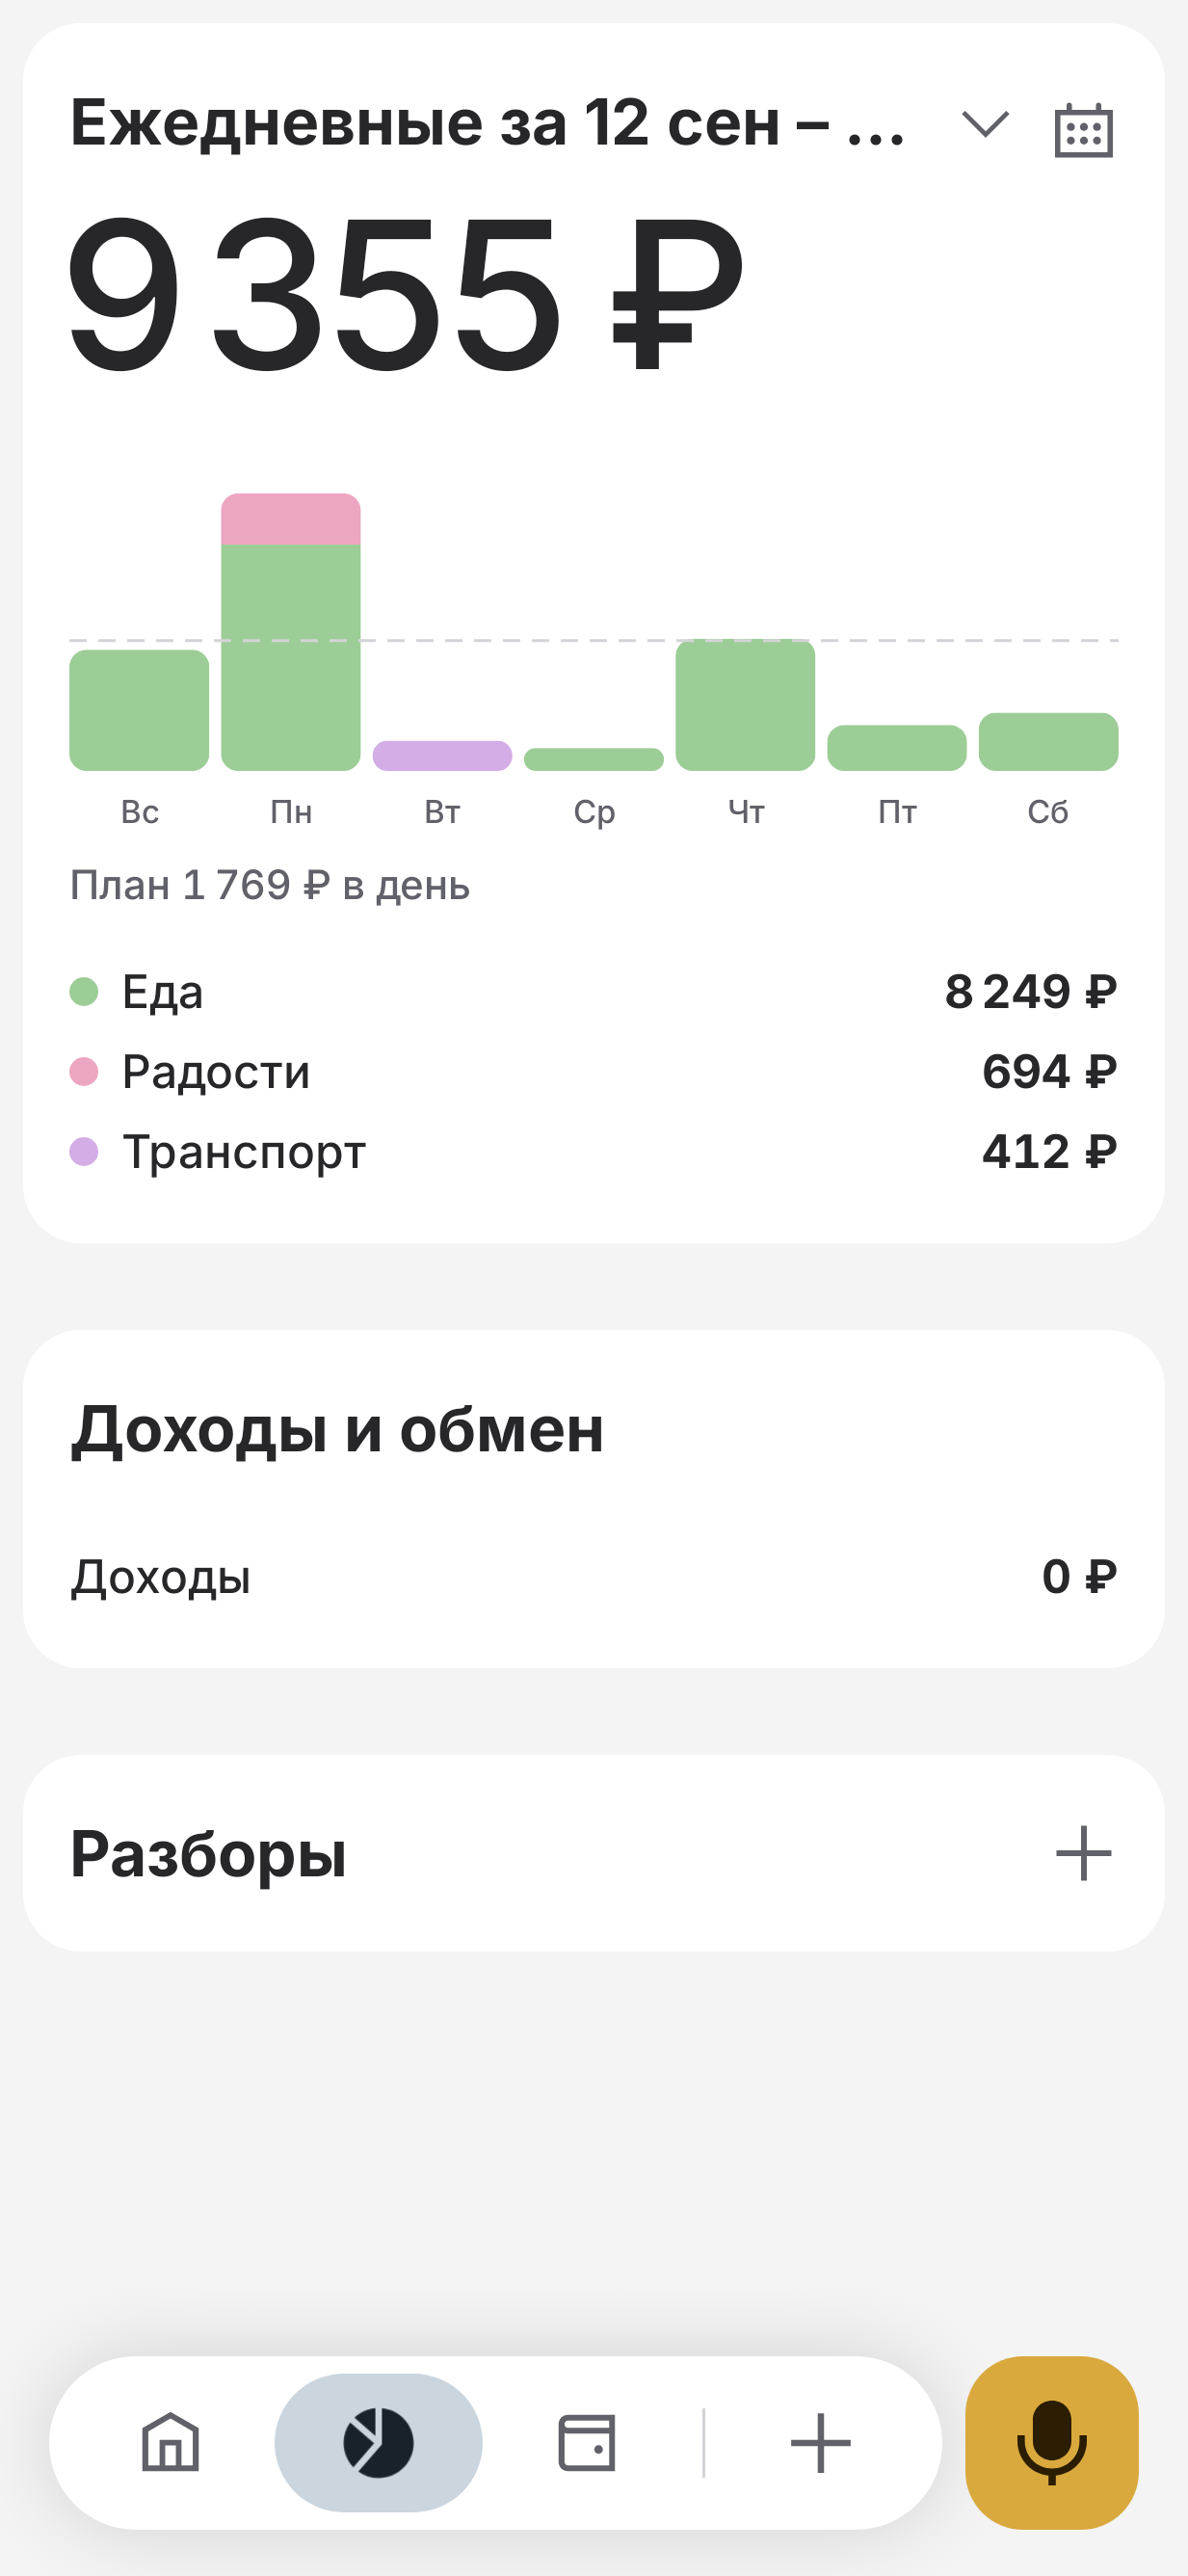 Ежедневные за 12 сен – ...
9 355 ₽
Вс Пн Вт Ср Чт Пт Сб
План 1 769 ₽ в день
Еда 8 249 ₽
Радости 694 ₽
Транспорт 412 ₽
Доходы и обмен
Доходы 0 ₽
Разборы